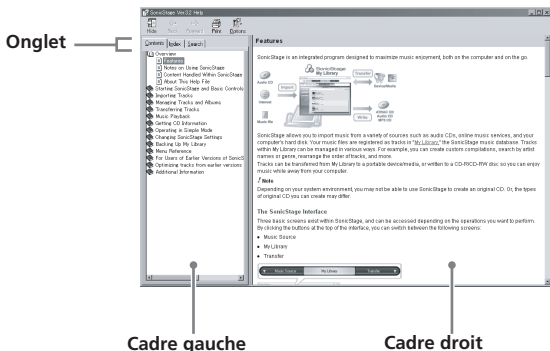 SonicStage Ver.3.2 Help
Hide Back Forward Print Options
Onglet
Contents Index Search
Overview
Features
Notes on Using SonicStage
Content Handled Within SonicStage
About This Help File
Starting SonicStage and Basic Controls
Importing Tracks
Managing Tracks and Albums
Transferring Tracks
Music Playback
Getting CD Information
Operating in Simple Mode
Changing SonicStage Settings
Backing Up My Library
Menu Reference
For Users of Earlier Versions of SonicS
Optimizing tracks from earlier versions
Additional Information
Features
SonicStage is an integrated program designed to maximize music enjoyment, both on the computer and on the go.
SonicStage
My Library
Audio CD
Import
Transfer
Device/Media
Internet
Music file
Write
ATRAC CD
Audio CD
MP3 CD
SonicStage allows you to import music from a variety of sources such as audio CDs, online music services, and your
computer's hard disk. Your music files are registered as tracks in "My Library," the SonicStage music database. Tracks
within My Library can be managed in various ways. For example, you can create custom compilations, search by artist
names or genre, rearrange the order of tracks, and more.
Tracks can be transferred from My Library to a portable device/media, or written to a CD-R/CD-RW disc so you can enjoy
music while away from your computer.
Note
Depending on your system environment, you may not be able to use SonicStage to create an original CD. Or, the types
of original CD you can create may differ.
The SonicStage Interface
Three basic screens exist within SonicStage, and can be accessed depending on the operations you want to perform.
By clicking the buttons at the top of the interface, you can switch between the following screens:
• Music Source
• My Library
• Transfer
Music Source My Library Transfer
Cadre gauche
Cadre droit